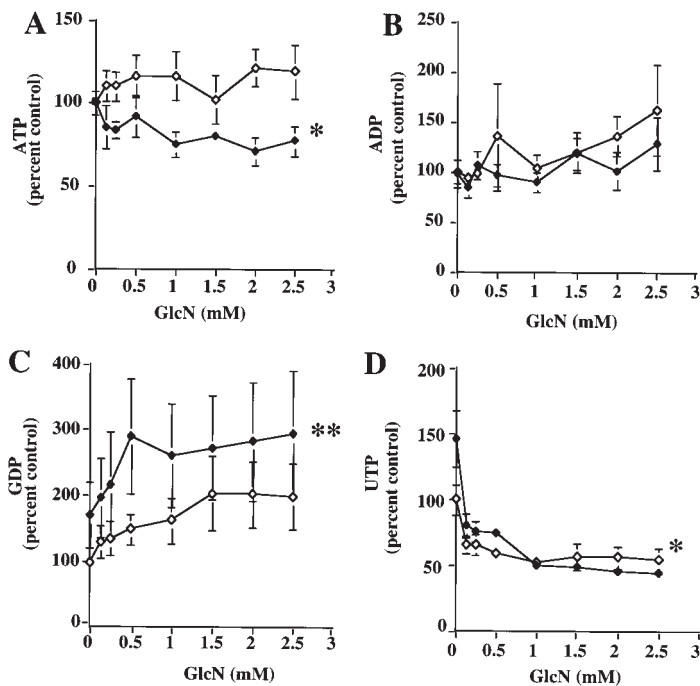 A
ATP
(percent control)
150
100
50
0
0 0.5 1 1.5 2 2.5 3
GlcN (mM)
*
B
ADP
(percent control)
250
200
150
100
50
0
0 0.5 1 1.5 2 2.5 3
GlcN (mM)
C
GDP
(percent control)
400
300
200
100
0
0 0.5 1 1.5 2 2.5 3
GlcN (mM)
**
D
UTP
(percent control)
200
150
100
50
0
0 0.5 1 1.5 2 2.5 3
GlcN (mM)
*